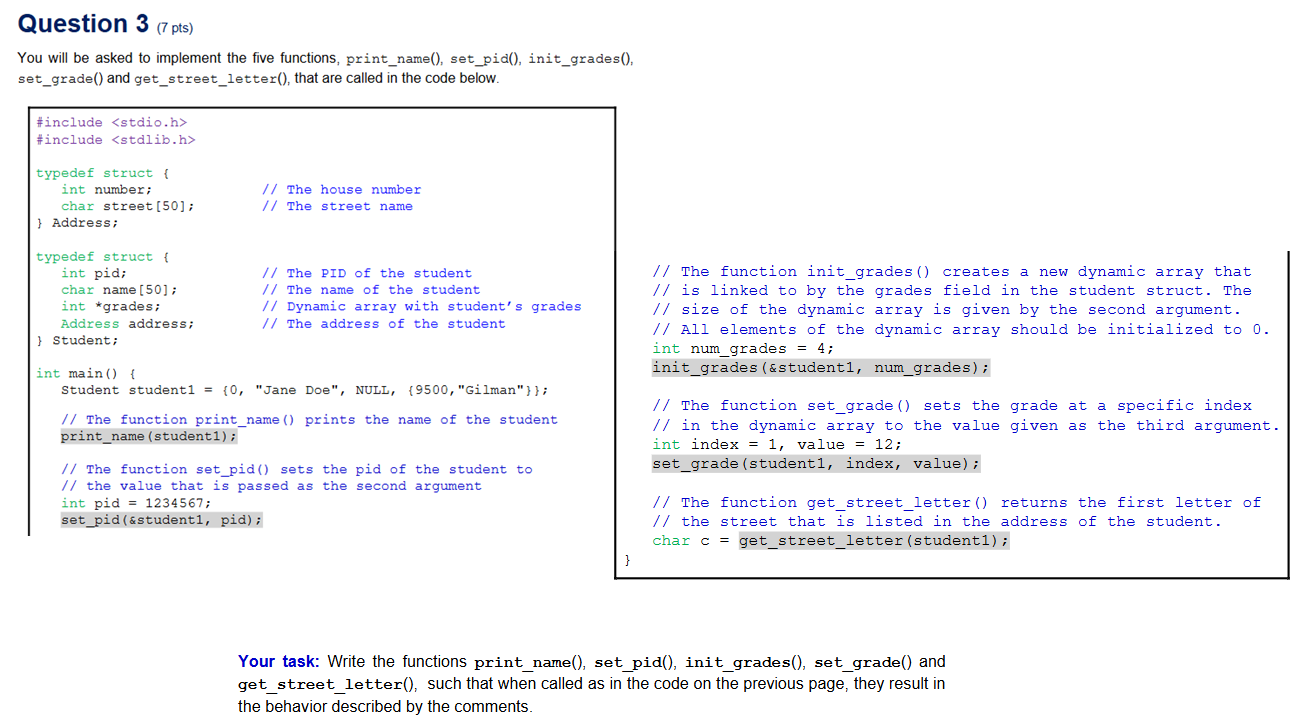 Question 3 (7 pts)
You will be asked to implement the five functions, print_name(), set_pid(), init_grades(),
set_grade() and get_street_letter(), that are called in the code below.
#include <stdio.h>
#include <stdlib.h>
typedef struct {
int number; // The house number
char street[50]; // The street name
} Address;
typedef struct {
int pid; // The PID of the student
char name[50]; // The name of the student
int *grades; // Dynamic array with student's grades
Address address; // The address of the student
} Student;
int main() {
Student student1 = {0, "Jane Doe", NULL, {9500,"Gilman"}};
// The function print_name() prints the name of the student
print_name(student1);
// The function set_pid() sets the pid of the student to
// the value that is passed as the second argument
int pid = 1234567;
set_pid(&student1, pid);
// The function init_grades() creates a new dynamic array that
// is linked to by the grades field in the student struct. The
// size of the dynamic array is given by the second argument.
// All elements of the dynamic array should be initialized to 0.
int num_grades = 4;
init_grades(&student1, num_grades);
// The function set_grade() sets the grade at a specific index
// in the dynamic array to the value given as the third argument.
int index = 1, value = 12;
set_grade(student1, index, value);
// The function get_street_letter() returns the first letter of
// the street that is listed in the address of the student.
char c = get_street_letter(student1);
}
Your task: Write the functions print_name(), set_pid(), init_grades(), set_grade() and
get_street_letter(), such that when called as in the code on the previous page, they result in
the behavior described by the comments.